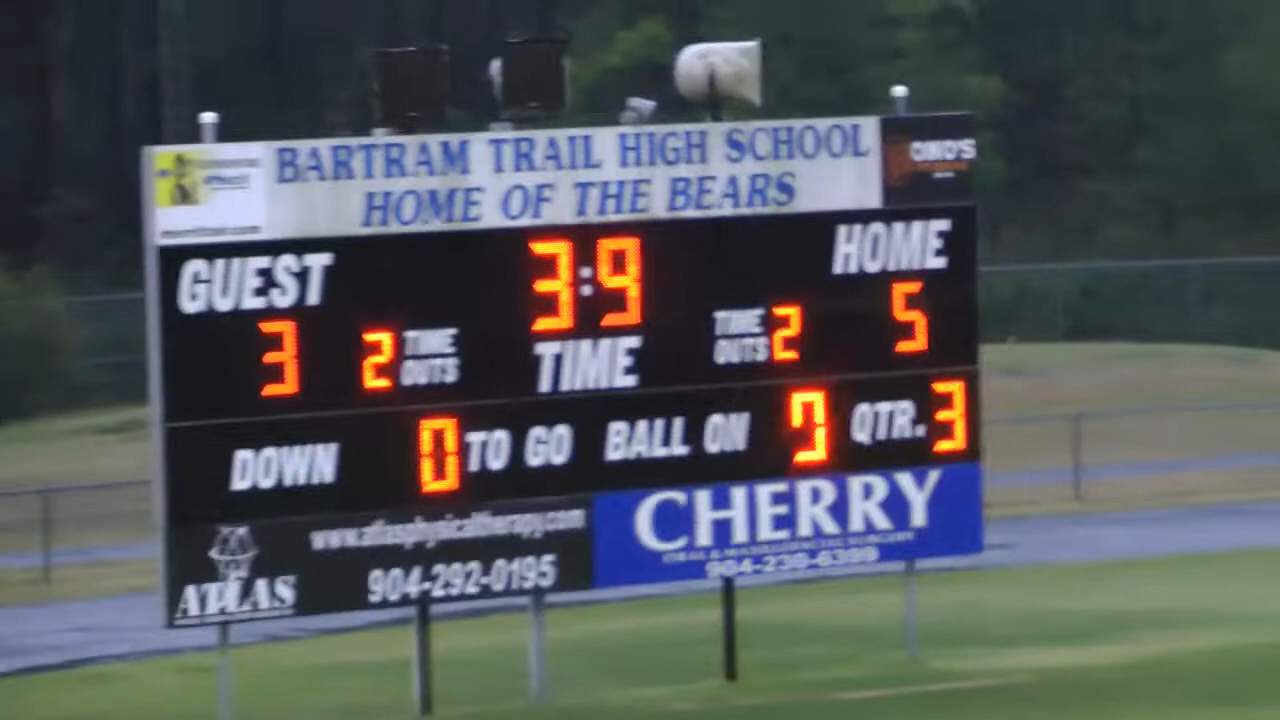 BARTRAM TRAIL HIGH SCHOOL
HOME OF THE BEARS
ONO'S
GUEST
3:9
HOME
3
2
TIME OUTS
TIME
TIME OUTS
2
5
DOWN
0 TO GO
BALL ON
QTR. 3
www.atlasphysicaltherapy.com
904-292-0195
ATLAS
CHERRY